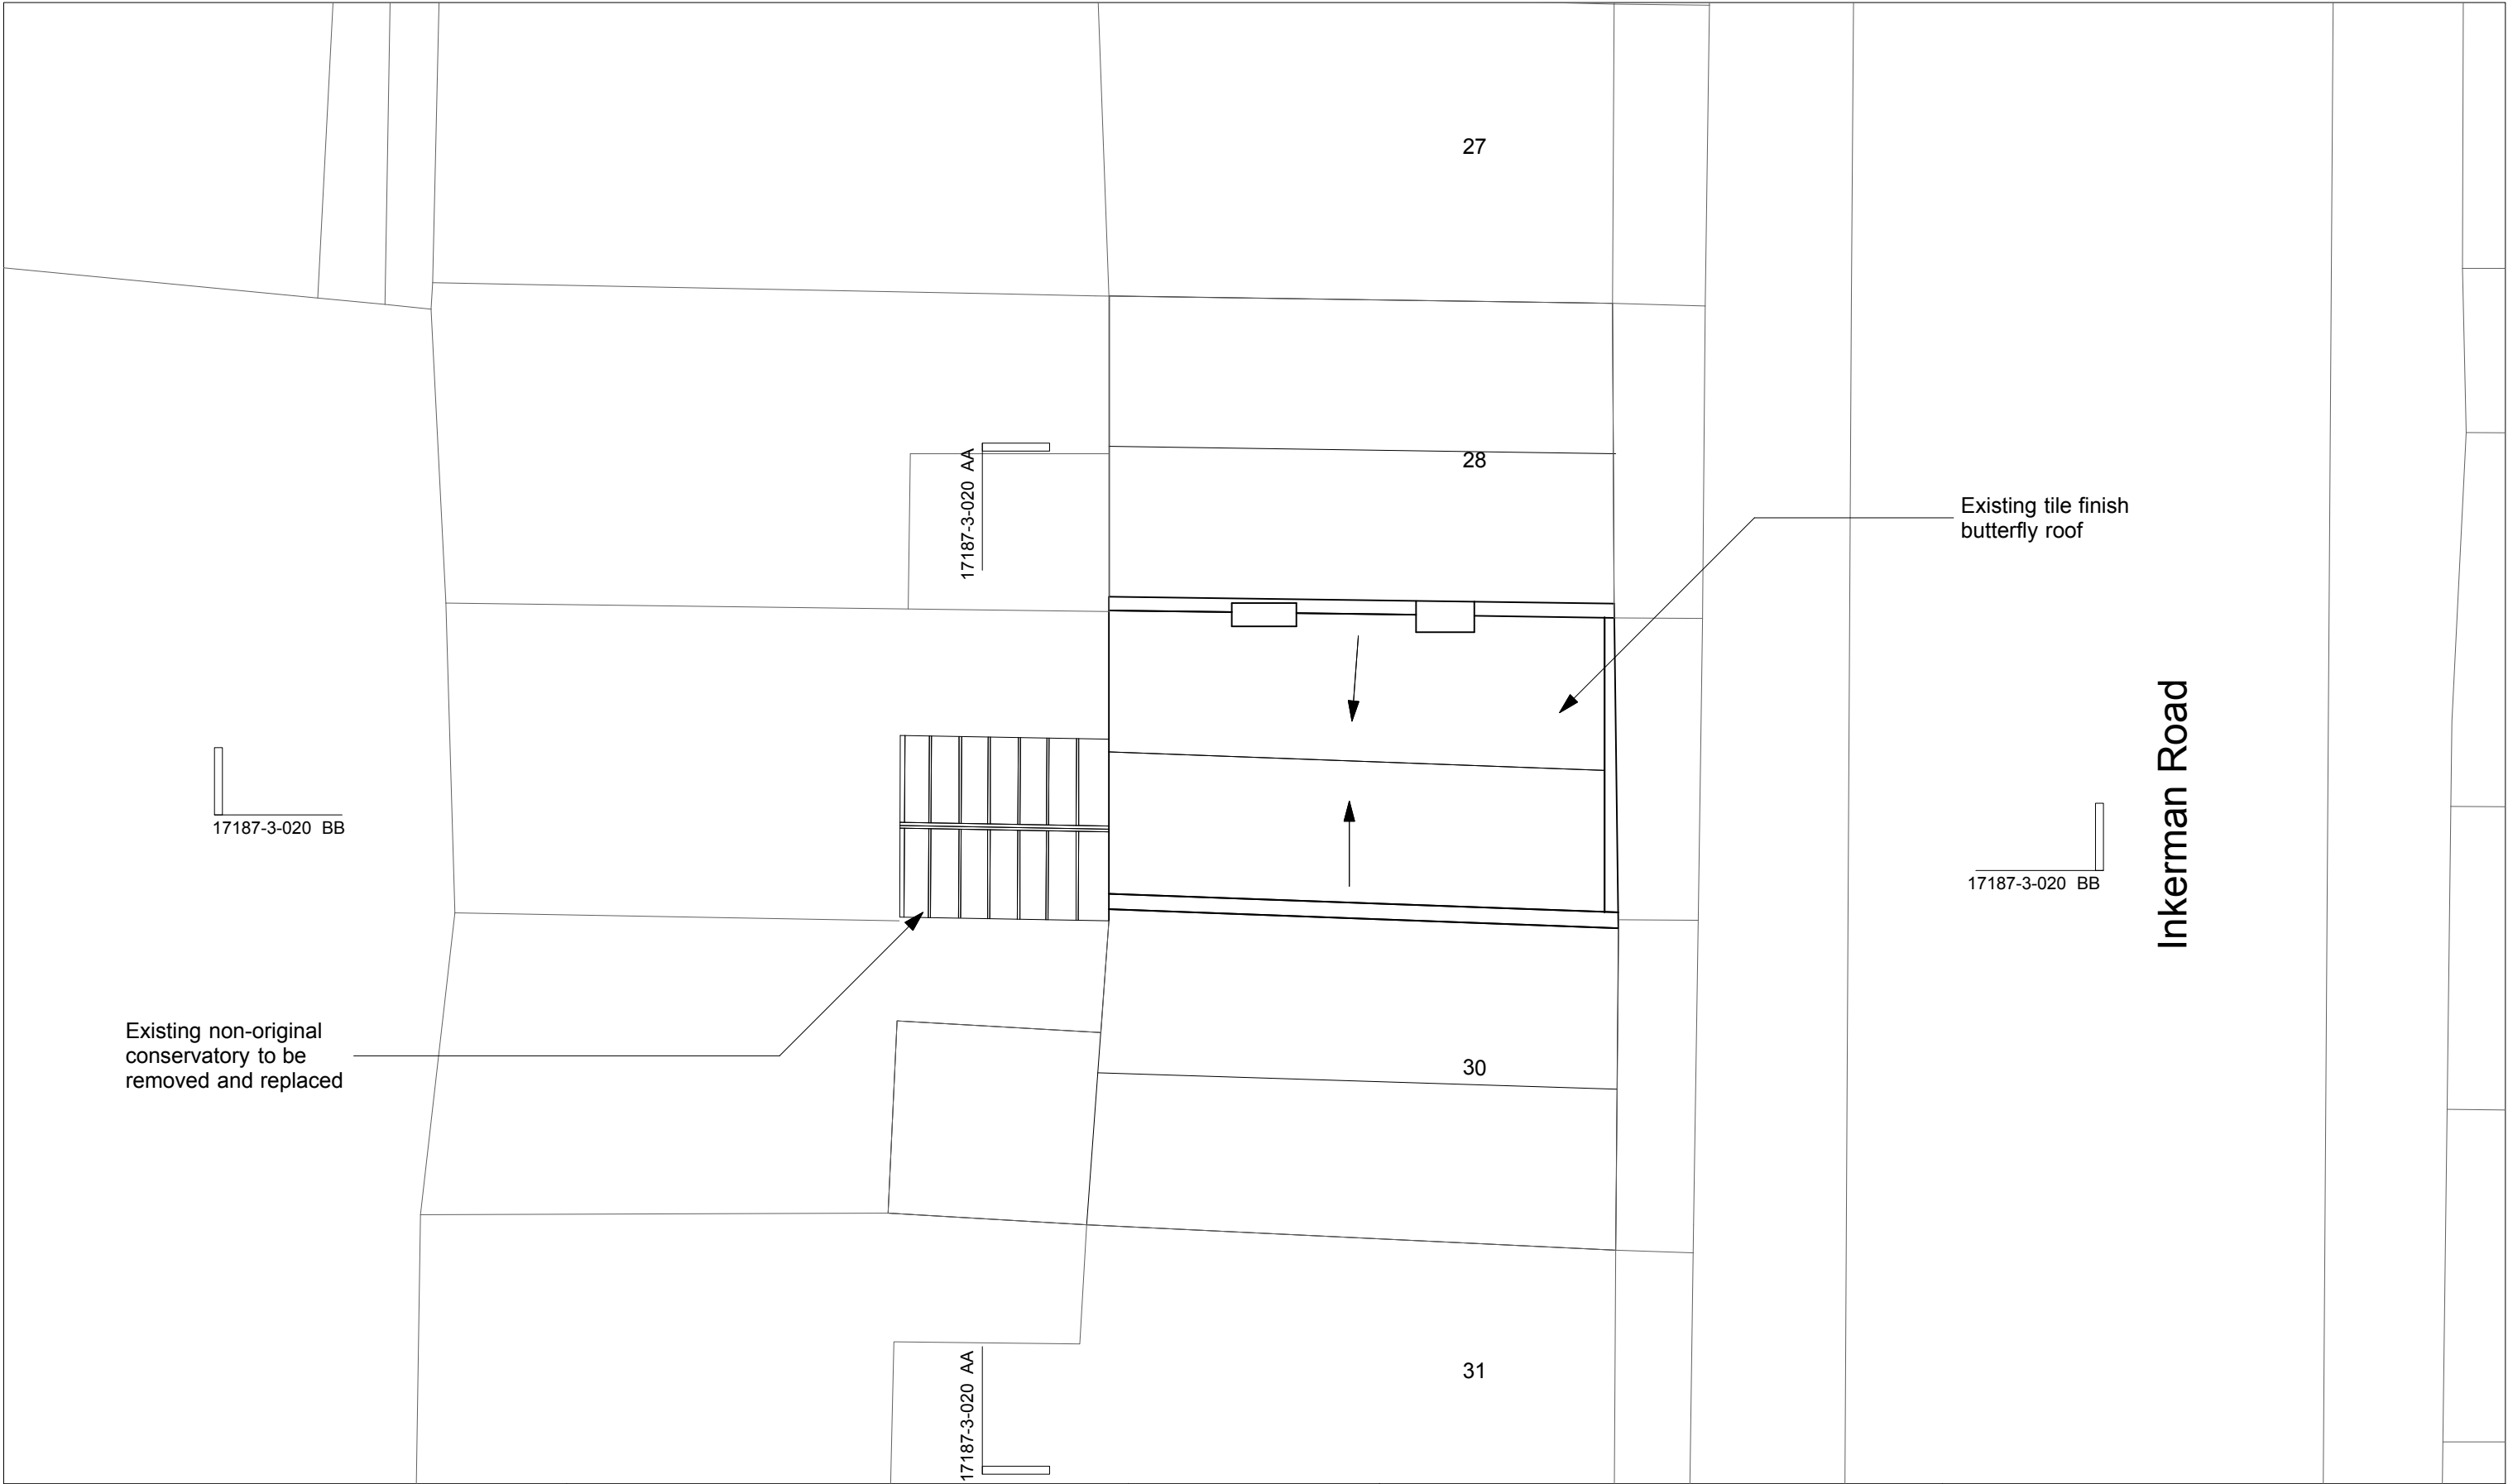 27
28
17187-3-020 AA
Existing tile finish
butterfly roof
17187-3-020 BB
17187-3-020 BB
Inkerman Road
Existing non-original
conservatory to be
removed and replaced
30
31
17187-3-020 AA